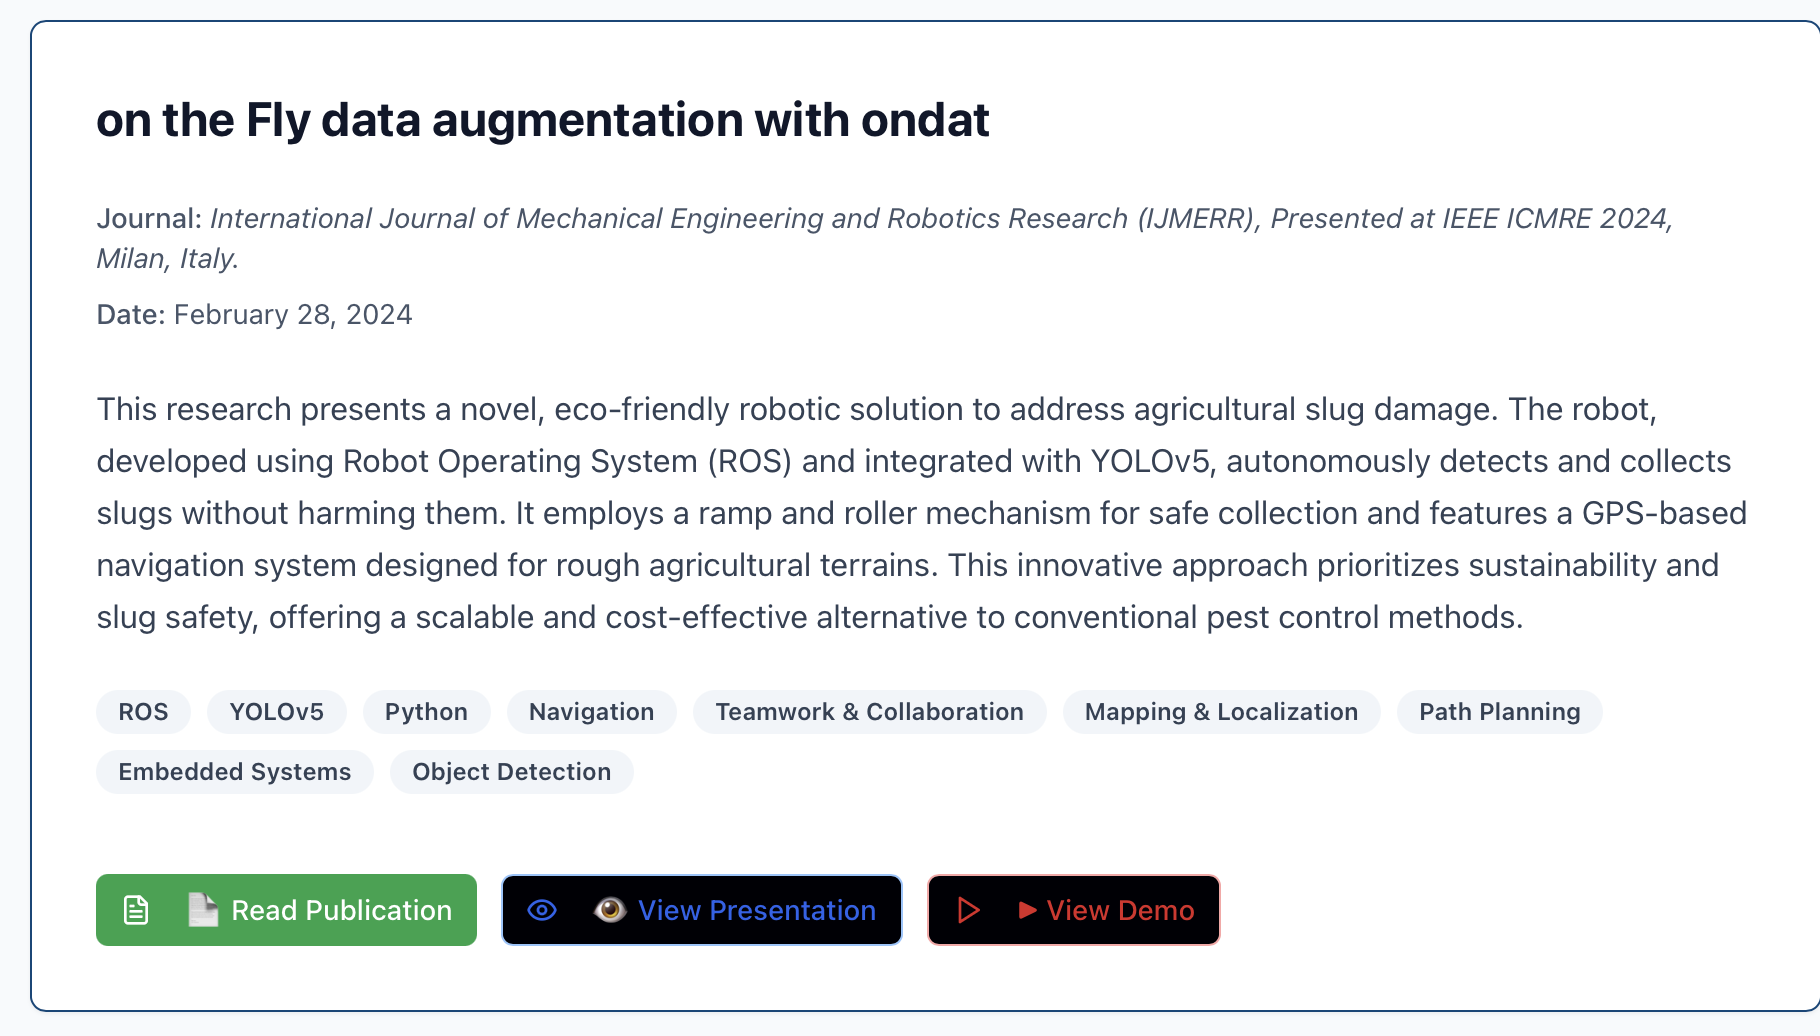 on the Fly data augmentation with ondat
Journal: International Journal of Mechanical Engineering and Robotics Research (IJMERR), Presented at IEEE ICMRE 2024,
Milan, Italy.
Date: February 28, 2024
This research presents a novel, eco-friendly robotic solution to address agricultural slug damage. The robot,
developed using Robot Operating System (ROS) and integrated with YOLOv5, autonomously detects and collects
slugs without harming them. It employs a ramp and roller mechanism for safe collection and features a GPS-based
navigation system designed for rough agricultural terrains. This innovative approach prioritizes sustainability and
slug safety, offering a scalable and cost-effective alternative to conventional pest control methods.
ROS YOLOv5 Python Navigation Teamwork & Collaboration Mapping & Localization Path Planning
Embedded Systems Object Detection
Read Publication View Presentation View Demo